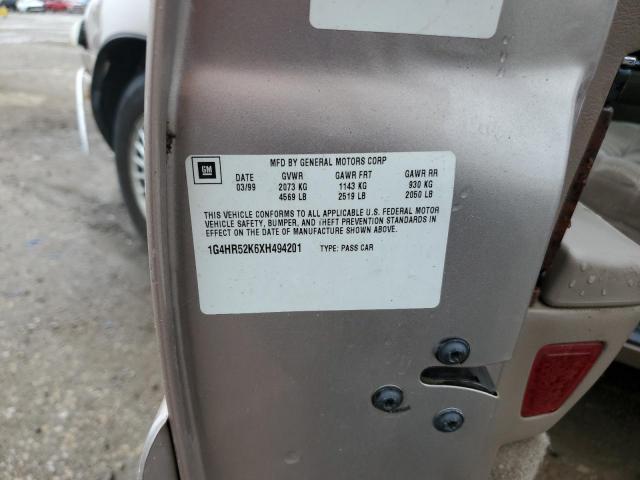 MFD BY GENERAL MOTORS CORP
GM
DATE GVWR GAWR FRT GAWR RR
03/99 2073 KG 1143 KG 930 KG
4569 LB 2519 LB 2050 LB
THIS VEHICLE CONFORMS TO ALL APPLICABLE U.S. FEDERAL MOTOR
VEHICLE SAFETY, BUMPER, AND THEFT PREVENTION STANDARDS IN
EFFECT ON THE DATE OF MANUFACTURE SHOWN ABOVE.
1G4HR52K6XH494201 TYPE: PASS CAR